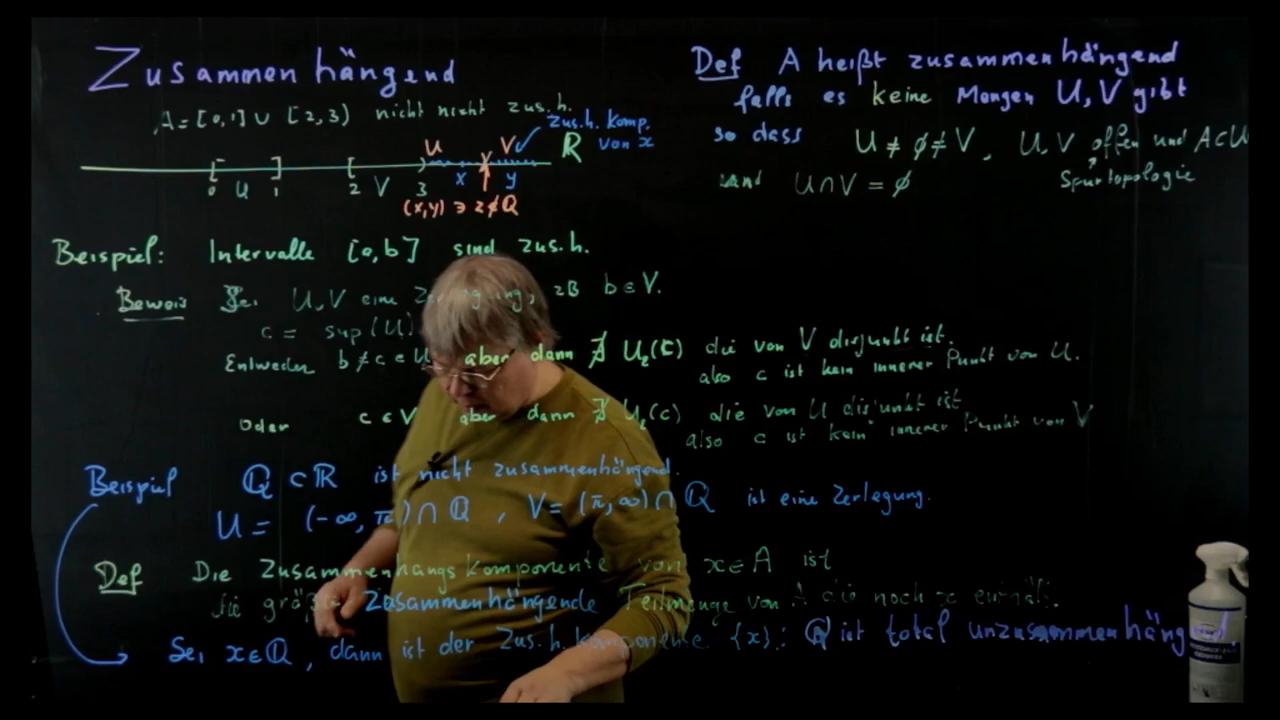 Zusammenhängend
A = [0,1] ∪ [2,3) nicht nicht zus.h.
zus.h. Komp. von x
U V ℝ
0 U 1 2 V 3 x y
(x,y) ∋ z ∉ ℚ
Def A heißt zusammenhängend
falls es keine Mengen U, V gibt
so dass U ≠ ∅ ≠ V, U, V offen und A ⊂ U
und U ∩ V = ∅ Spurtopologie
Beispiel: Intervalle [a,b] sind zus.h.
Beweis Sei U, V eine zB b ∈ V.
c = sup(U)
Entweder b ≠ c ∈ U aber dann ∄ U_ε(c) die von V disjunkt ist.
also c ist kein innerer Punkt von U.
Oder c ∈ V aber dann ∄ U_ε(c) die von U disjunkt ist
also c ist kein innerer Punkt von V
Beispiel ℚ ⊂ ℝ ist nicht zusammenhängend.
U = (-∞, π) ∩ ℚ, V = (π, ∞) ∩ ℚ ist eine Zerlegung.
Def Die Zusammenhangskomponente von x ∈ A ist
die zusammenhängende Teilmenge von A die noch x enthält.
Sei x ∈ ℚ, dann ist der Zus.h.komponente {x}: ℚ ist total unzusammenhäng